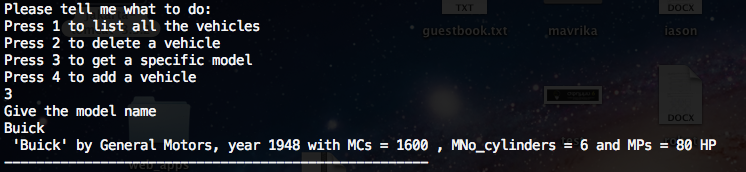 Please tell me what to do:
Press 1 to list all the vehicles
Press 2 to delete a vehicle
Press 3 to get a specific model
Press 4 to add a vehicle
3
Give the model name
Buick
'Buick' by General Motors, year 1948 with MCs = 1600 , MNo_cylinders = 6 and MPs = 80 HP
------------------------------------------------
TXT
guestbook.txt
mavrika
DOCX
iason
DOCX
web_apps